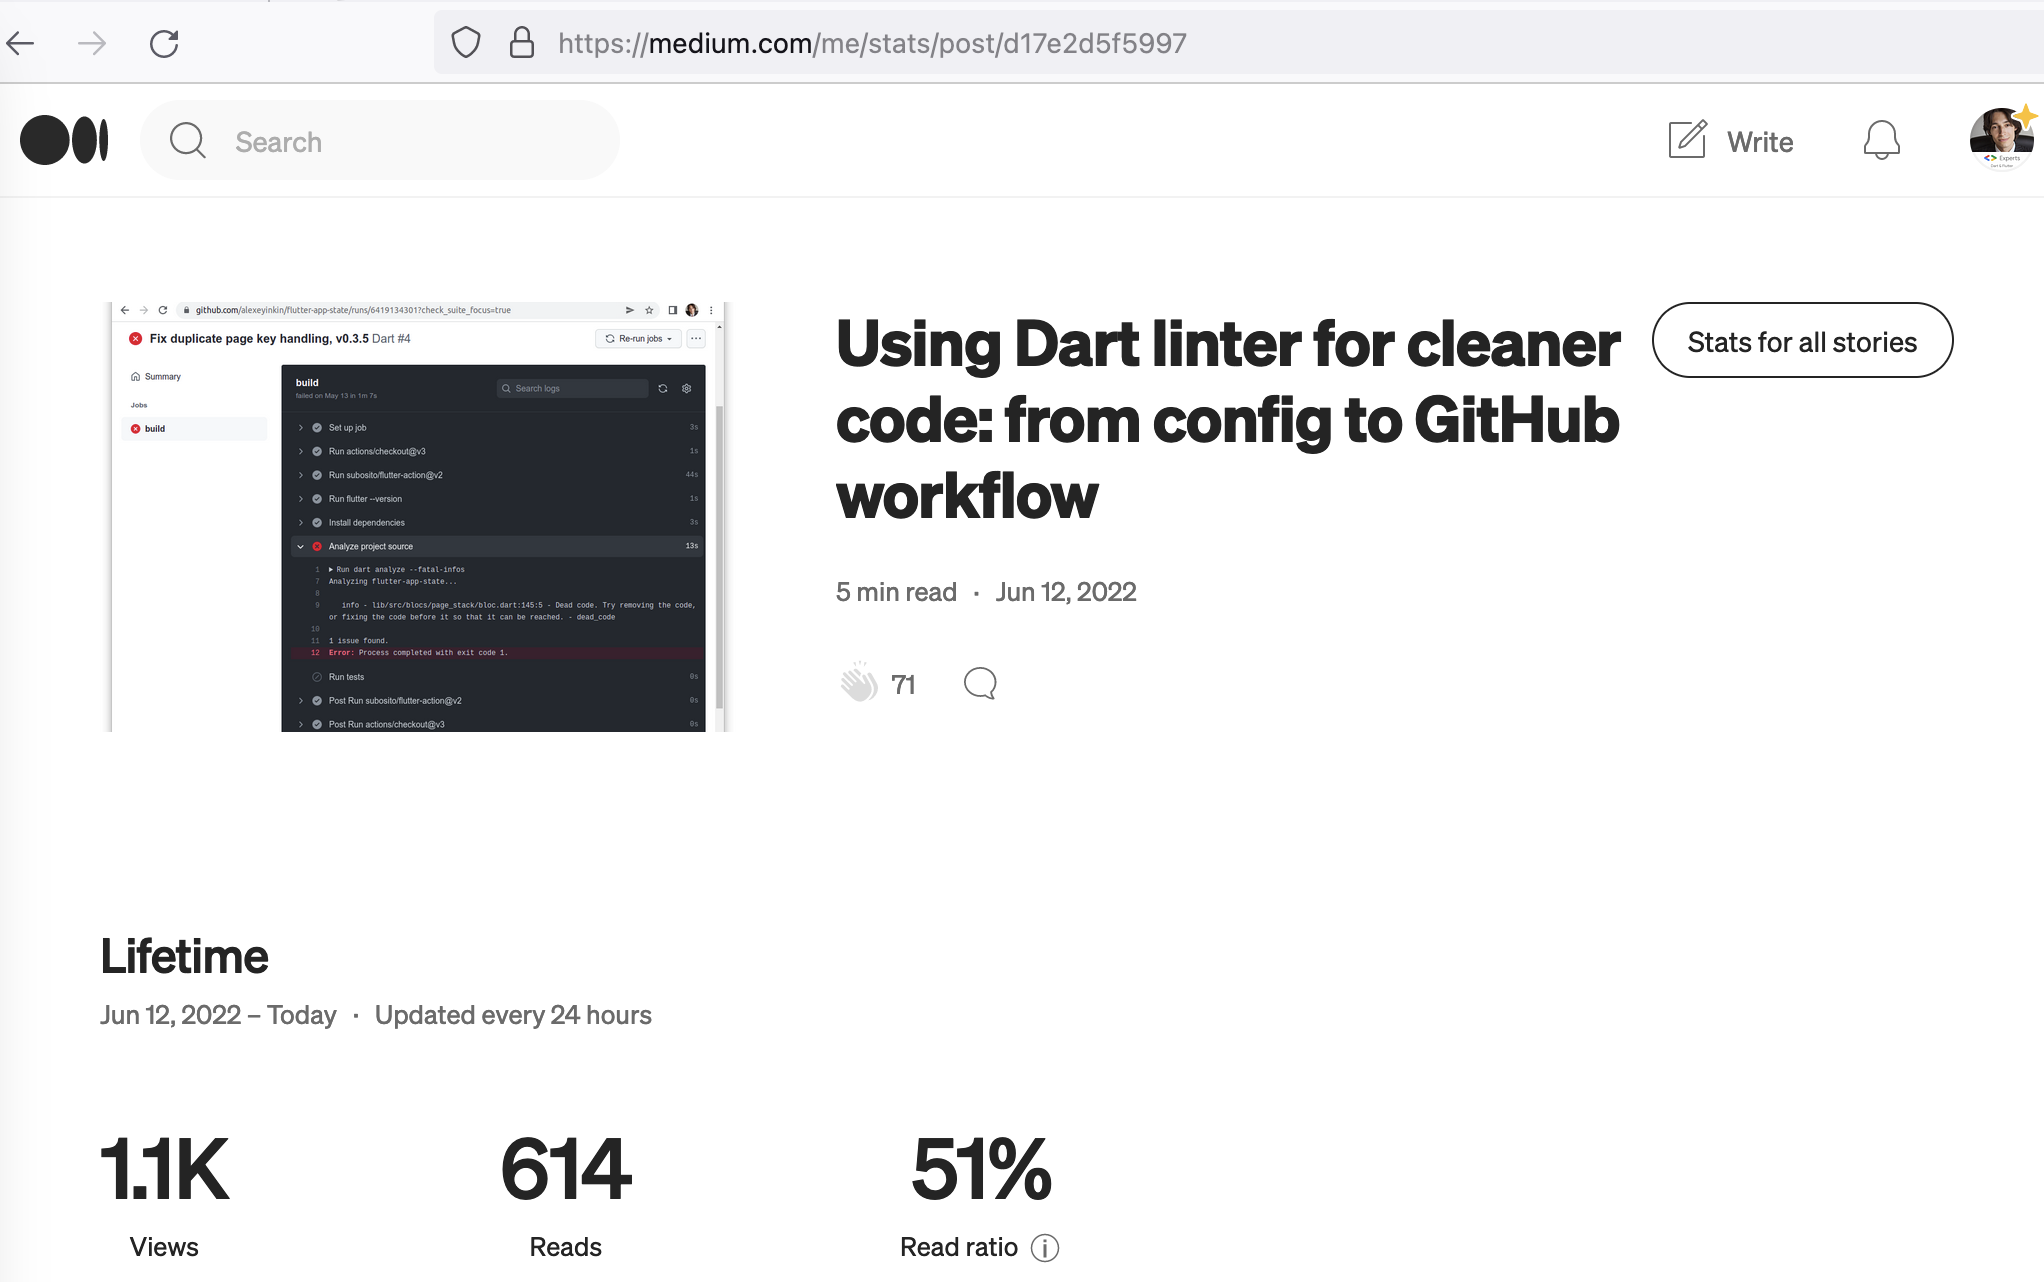 https://medium.com/me/stats/post/d17e2d5f5997
Search
Write
Experts
Dart & Flutter
github.com/alexeyinkin/flutter-app-state/runs/6419134301?check_suite_focus=true
Fix duplicate page key handling, v0.3.5 Dart #4
Re-run jobs
Summary
Jobs
build
build
failed on May 13 in 1m 7s
Search logs
Set up job 3s
Run actions/checkout@v3 1s
Run subosito/flutter-action@v2 44s
Run flutter --version 1s
Install dependencies 3s
Analyze project source 13s
1 Run dart analyze --fatal-infos
7 Analyzing flutter-app-state...
8
9 info - lib/src/blocs/page_stack/bloc.dart:145:5 - Dead code. Try removing the code,
or fixing the code before it so that it can be reached. - dead_code
10
11 1 issue found.
12 Error: Process completed with exit code 1.
Run tests 0s
Post Run subosito/flutter-action@v2 0s
Post Run actions/checkout@v3 0s
Using Dart linter for cleaner
code: from config to GitHub
workflow
Stats for all stories
5 min read · Jun 12, 2022
71
Lifetime
Jun 12, 2022 – Today · Updated every 24 hours
1.1K
Views
614
Reads
51%
Read ratio